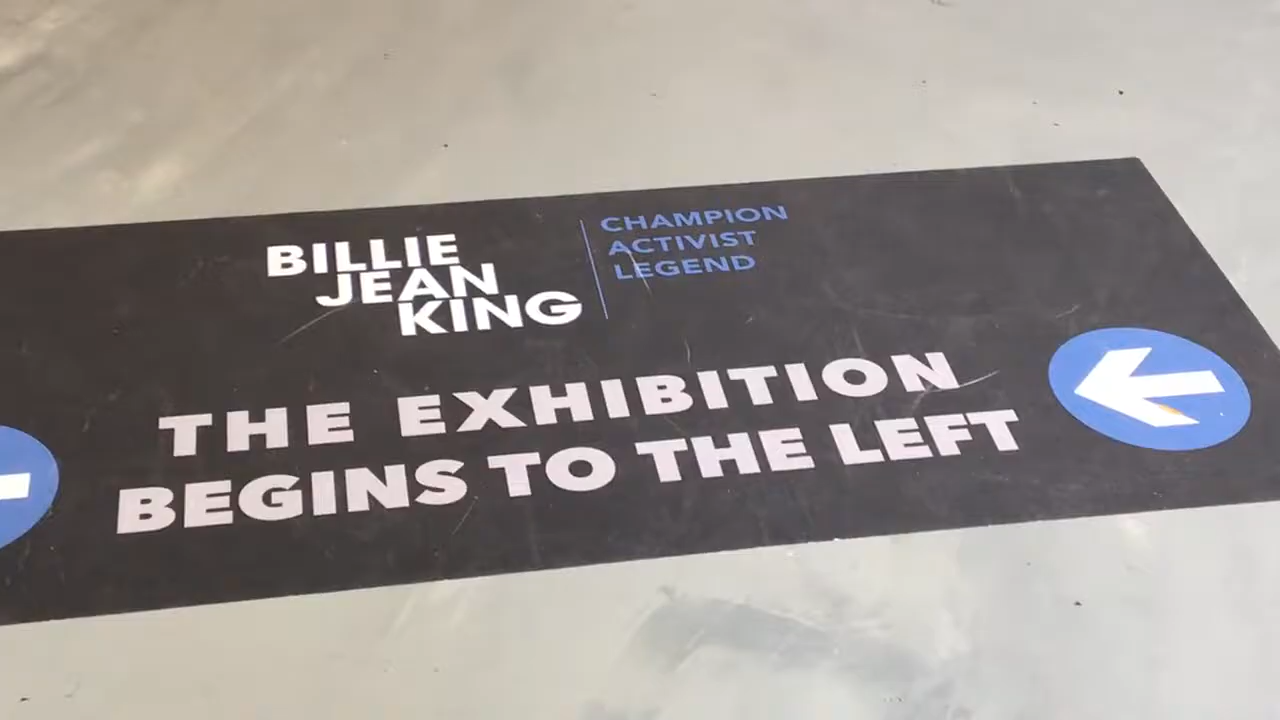 BILLIE
JEAN
KING
CHAMPION
ACTIVIST
LEGEND
THE EXHIBITION
BEGINS TO THE LEFT